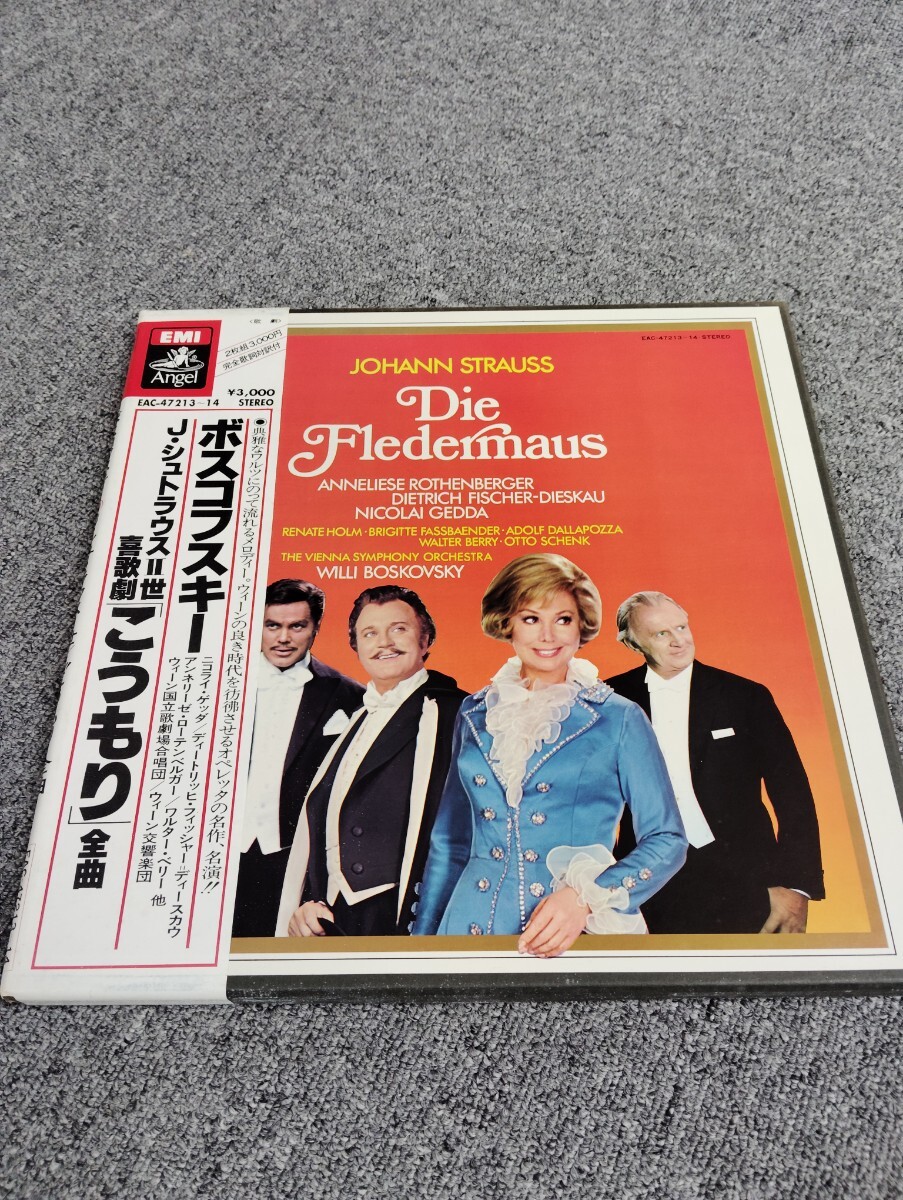 EMI
Angel
〈歌劇〉
2枚組3,000円
完全歌詞対訳付
¥3,000
EAC-47213~14 STEREO
●典雅なワルツにのって流れるメロディー。ウィーンの良き時代を彷彿させるオペレッタの名作、名演!!
ボスコフスキー
J・シュトラウスII世
喜歌劇「こうもり」全曲
ニコライ・ゲッダ/ディートリッヒ・フィッシャー=ディースカウ
アンネリーゼ・ローテンベルガー/ワルター・ベリー 他
ウィーン国立歌劇場合唱団/ウィーン交響楽団
EAC-47213~14 STEREO
JOHANN STRAUSS
Die
Fledermaus
ANNELIESE ROTHENBERGER
DIETRICH FISCHER-DIESKAU
NICOLAI GEDDA
RENATE HOLM · BRIGITTE FASSBAENDER · ADOLF DALLAPOZZA
WALTER BERRY · OTTO SCHENK
THE VIENNA SYMPHONY ORCHESTRA
WILLI BOSKOVSKY